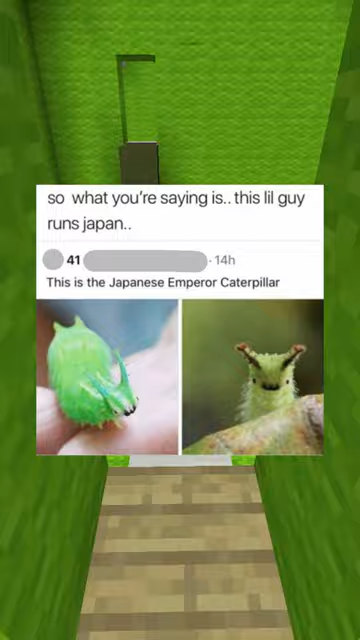 so what you're saying is.. this lil guy
runs japan..
41 · 14h
This is the Japanese Emperor Caterpillar